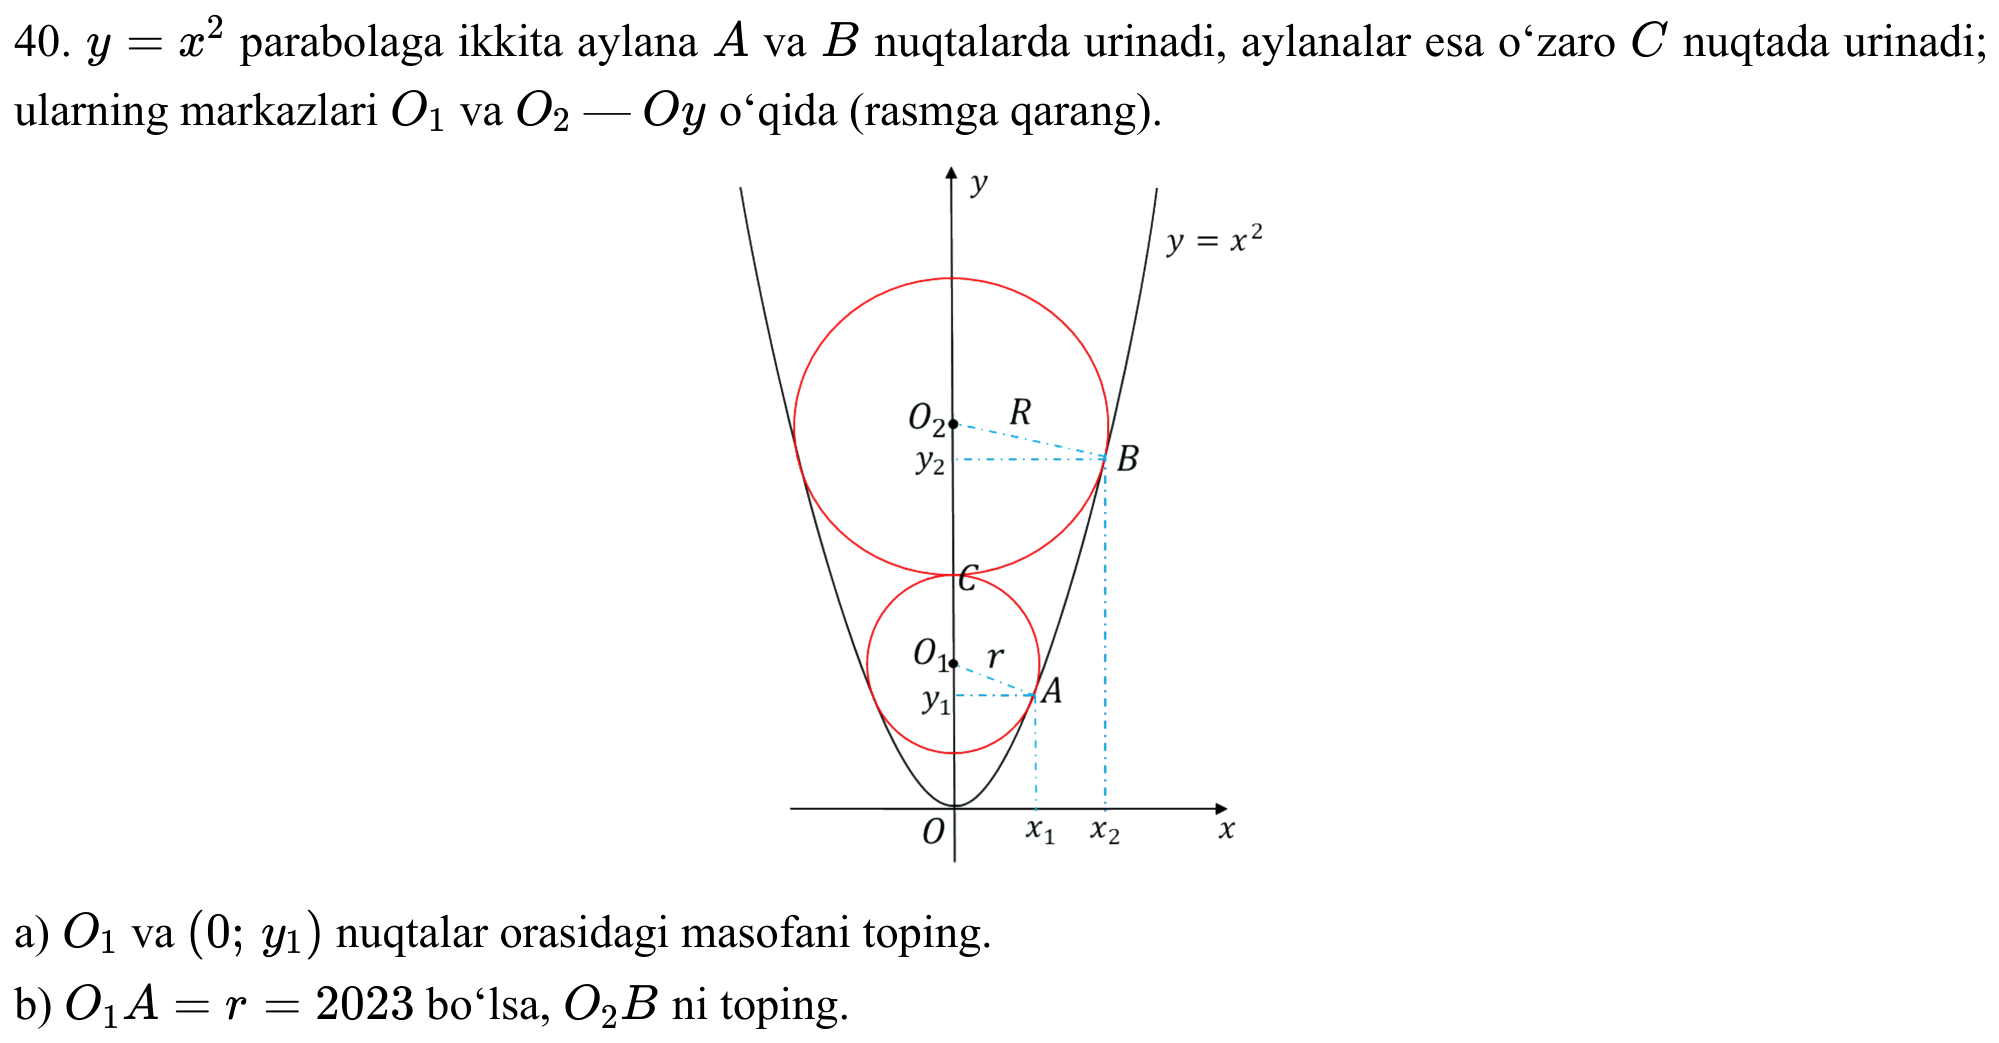 40. y = x² parabolaga ikkita aylana A va B nuqtalarda urinadi, aylanalar esa o‘zaro C nuqtada urinadi;
ularning markazlari O₁ va O₂ — Oy o‘qida (rasmga qarang).
y
y = x²
O₂
R
y₂
B
C
O₁
r
y₁
A
O
x₁
x₂
x
a) O₁ va (0; y₁) nuqtalar orasidagi masofani toping.
b) O₁A = r = 2023 bo‘lsa, O₂B ni toping.